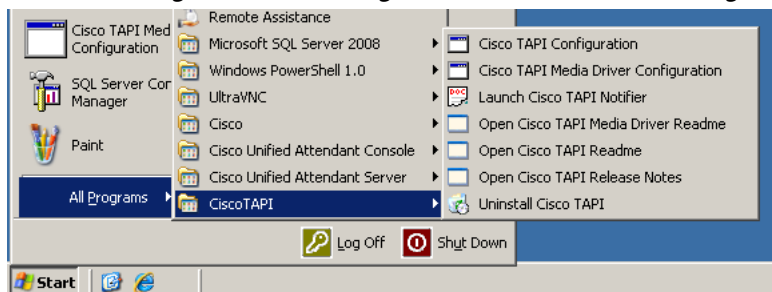 Cisco TAPI Med
Configuration
SQL Server Cor
Manager
Paint
All Programs
Remote Assistance
Microsoft SQL Server 2008
Windows PowerShell 1.0
UltraVNC
Cisco
Cisco Unified Attendant Console
Cisco Unified Attendant Server
CiscoTAPI
Cisco TAPI Configuration
Cisco TAPI Media Driver Configuration
Launch Cisco TAPI Notifier
Open Cisco TAPI Media Driver Readme
Open Cisco TAPI Readme
Open Cisco TAPI Release Notes
Uninstall Cisco TAPI
Log Off
Shut Down
Start